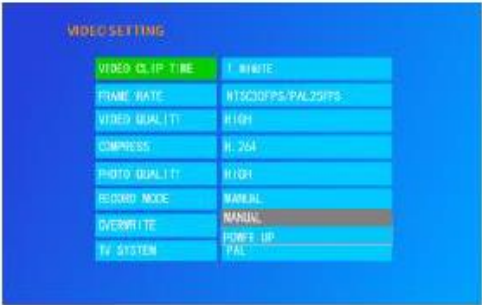 VIDEO SETTING
VIDEO CLIP TIME 1 MINUTE
FRAME RATE NTSC30FPS/PAL25FPS
VIDEO QUALITY HIGH
COMPRESS H.264
PHOTO QUALITY HIGH
RECORD MODE MANUAL
OVERWRITE MANUAL
POWER UP
TV SYSTEM PAL